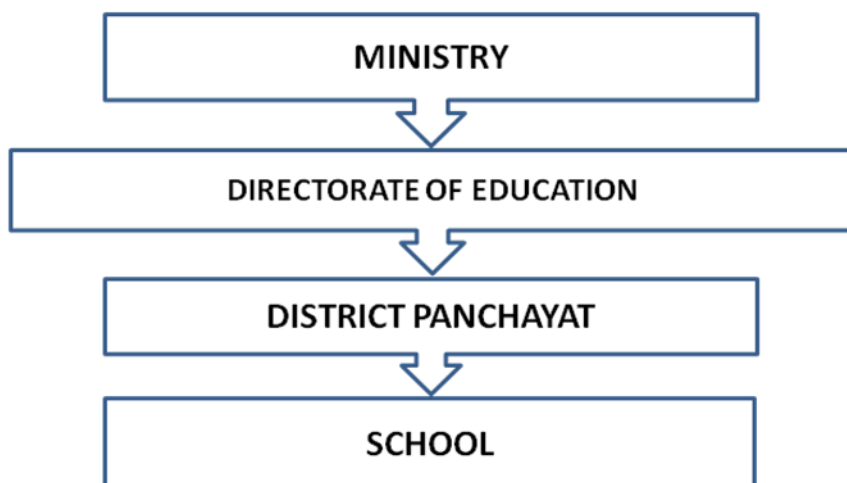 MINISTRY
DIRECTORATE OF EDUCATION
DISTRICT PANCHAYAT
SCHOOL